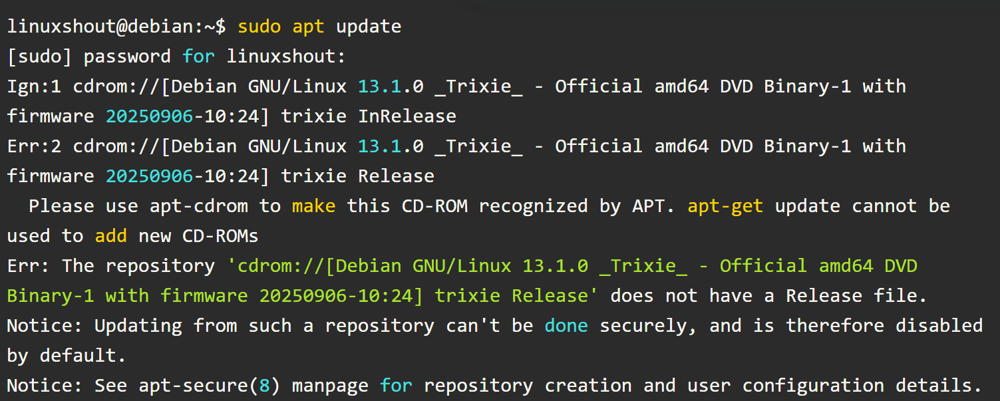 linuxshout@debian:~$ sudo apt update
[sudo] password for linuxshout:
Ign:1 cdrom://[Debian GNU/Linux 13.1.0 _Trixie_ - Official amd64 DVD Binary-1 with
firmware 20250906-10:24] trixie InRelease
Err:2 cdrom://[Debian GNU/Linux 13.1.0 _Trixie_ - Official amd64 DVD Binary-1 with
firmware 20250906-10:24] trixie Release
  Please use apt-cdrom to make this CD-ROM recognized by APT. apt-get update cannot be
used to add new CD-ROMs
Err: The repository 'cdrom://[Debian GNU/Linux 13.1.0 _Trixie_ - Official amd64 DVD
Binary-1 with firmware 20250906-10:24] trixie Release' does not have a Release file.
Notice: Updating from such a repository can't be done securely, and is therefore disabled
by default.
Notice: See apt-secure(8) manpage for repository creation and user configuration details.